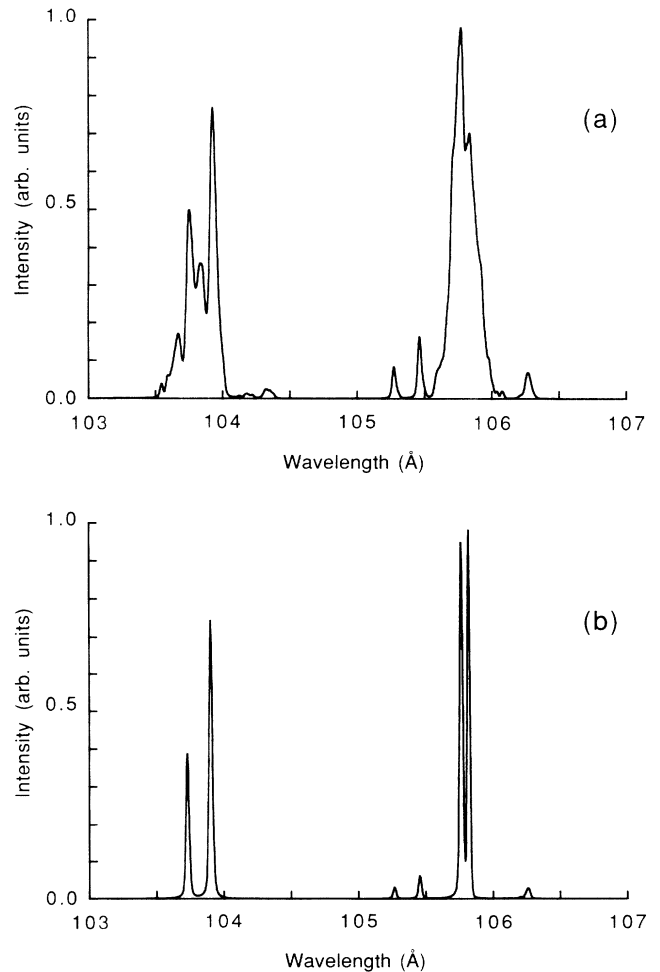 1.0
(a)
Intensity (arb. units)
0.5
0.0
103 104 105 106 107
Wavelength (Å)
1.0
(b)
Intensity (arb. units)
0.5
0.0
103 104 105 106 107
Wavelength (Å)